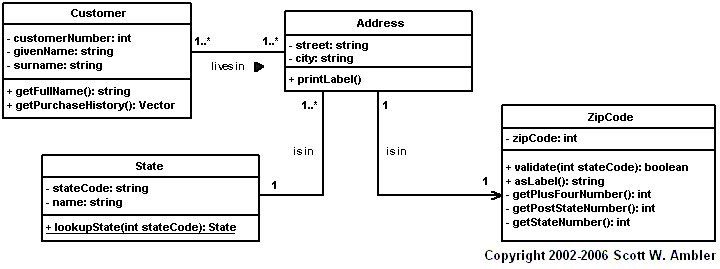 Customer
- customerNumber: int
- givenName: string
- surname: string
+ getFullName(): string
+ getPurchaseHistory(): Vector
1..*
1..*
lives in
Address
- street: string
- city: string
+ printLabel()
1..*
1
is in
is in
State
- stateCode: string
- name: string
+ lookupState(int stateCode): State
1
1
ZipCode
- zipCode: int
+ validate(int stateCode): boolean
+ asLabel(): string
- getPlusFourNumber(): int
- getPostStateNumber(): int
- getStateNumber(): int
Copyright 2002-2006 Scott W. Ambler